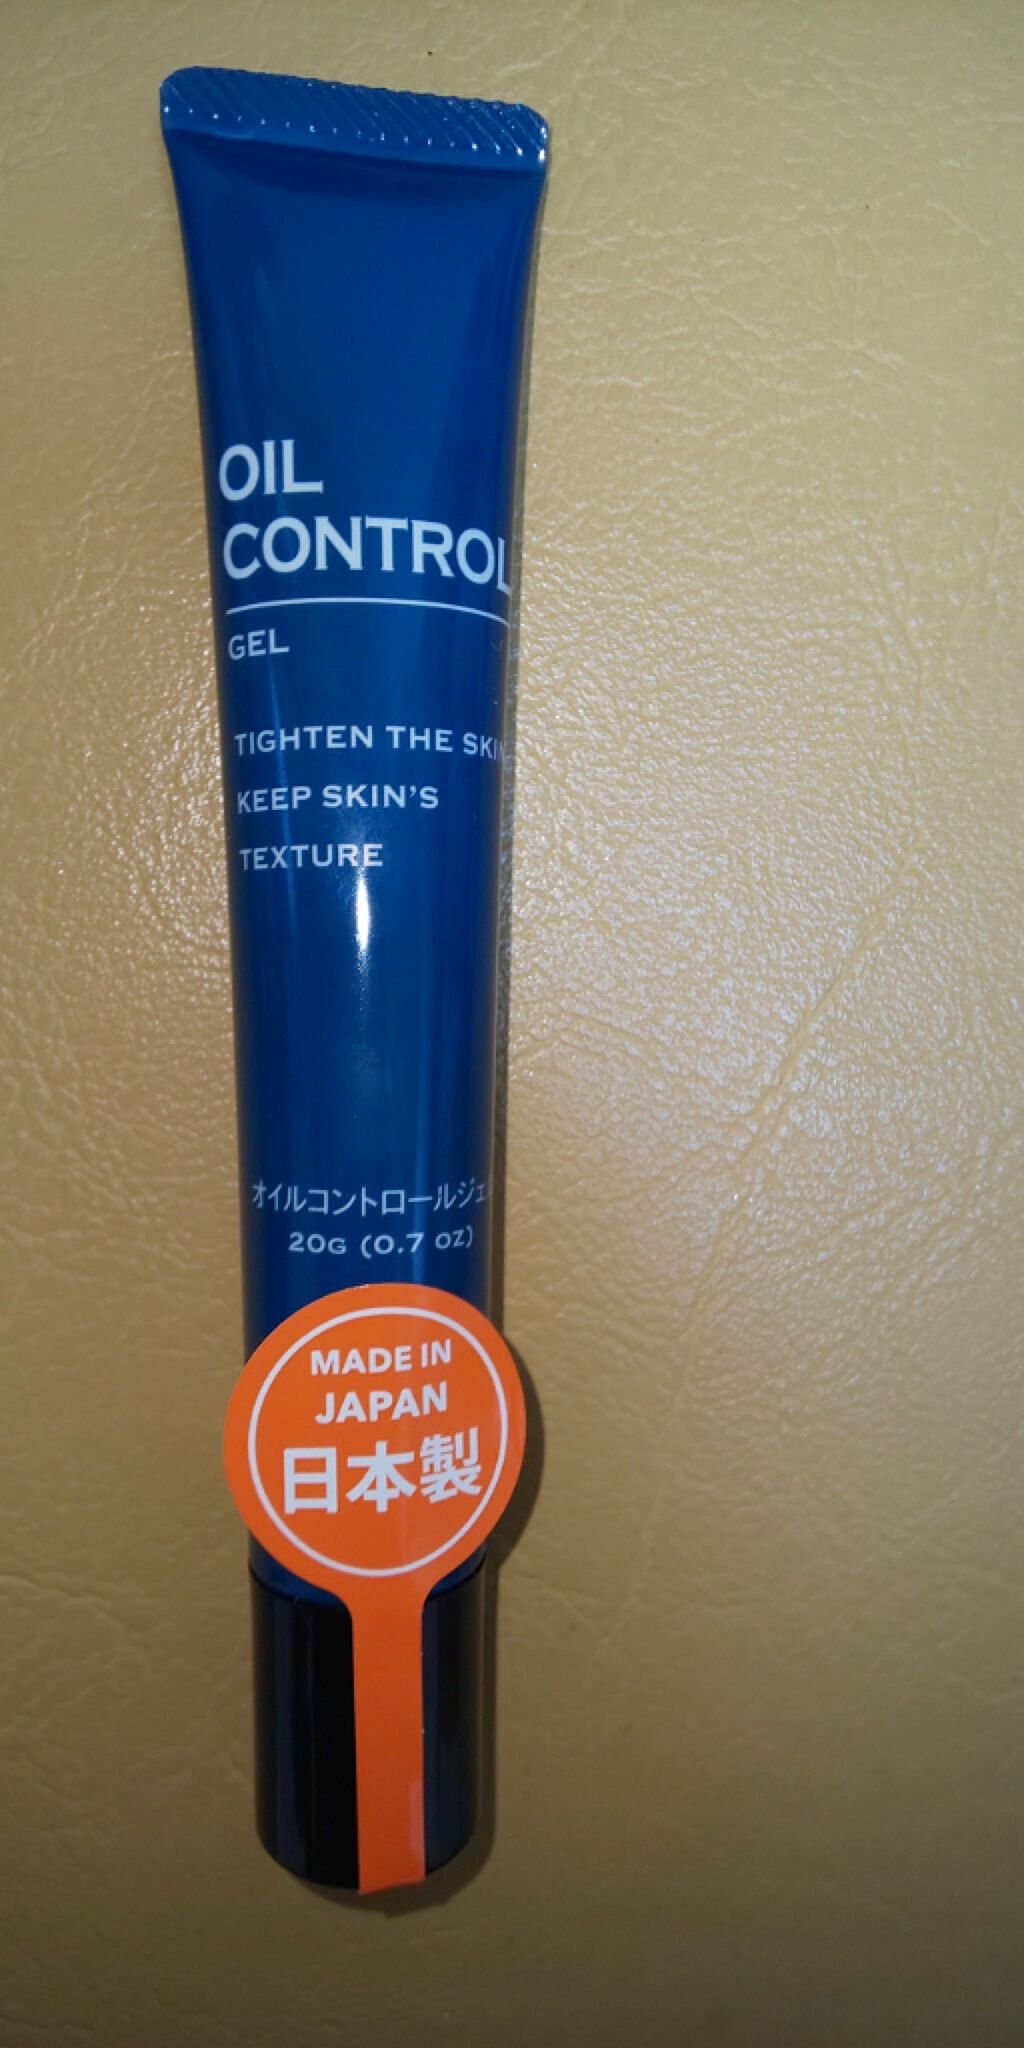 OIL
CONTROL
GEL
TIGHTEN THE SKIN
KEEP SKIN'S
TEXTURE
オイルコントロールジェ
20G (0.7 OZ)
MADE IN
JAPAN
日本製